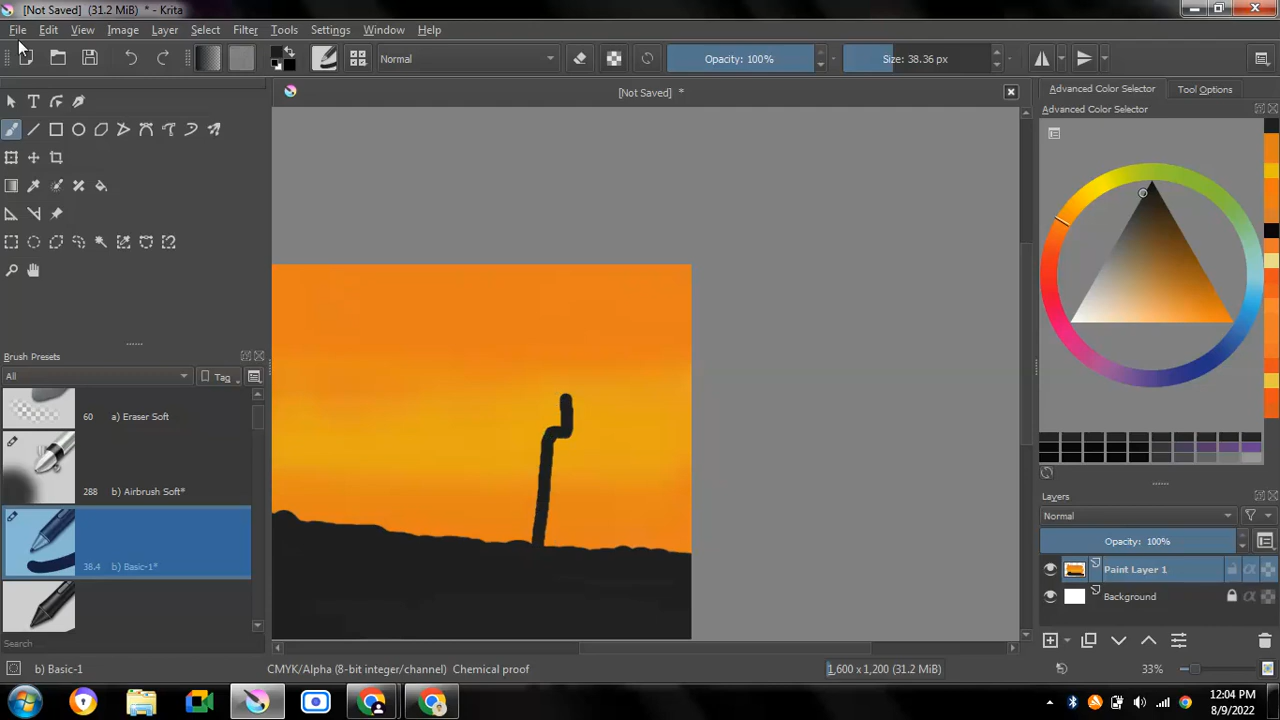 [Not Saved]  (31.2 MiB)  * - Krita
File Edit View Image Layer Select Filter Tools Settings Window Help
Normal
Opacity: 100%
Size: 38.36 px
[Not Saved]  *
Advanced Color Selector
Tool Options
Advanced Color Selector
Brush Presets
All
Tag
60 a) Eraser Soft
288 b) Airbrush Soft*
38.4 b) Basic-1*
Search
Layers
Normal
Opacity: 100%
Paint Layer 1
Background
b) Basic-1
CMYK/Alpha (8-bit integer/channel)  Chemical proof
1,600 x 1,200 (31.2 MiB)
33%
12:04 PM
8/9/2022